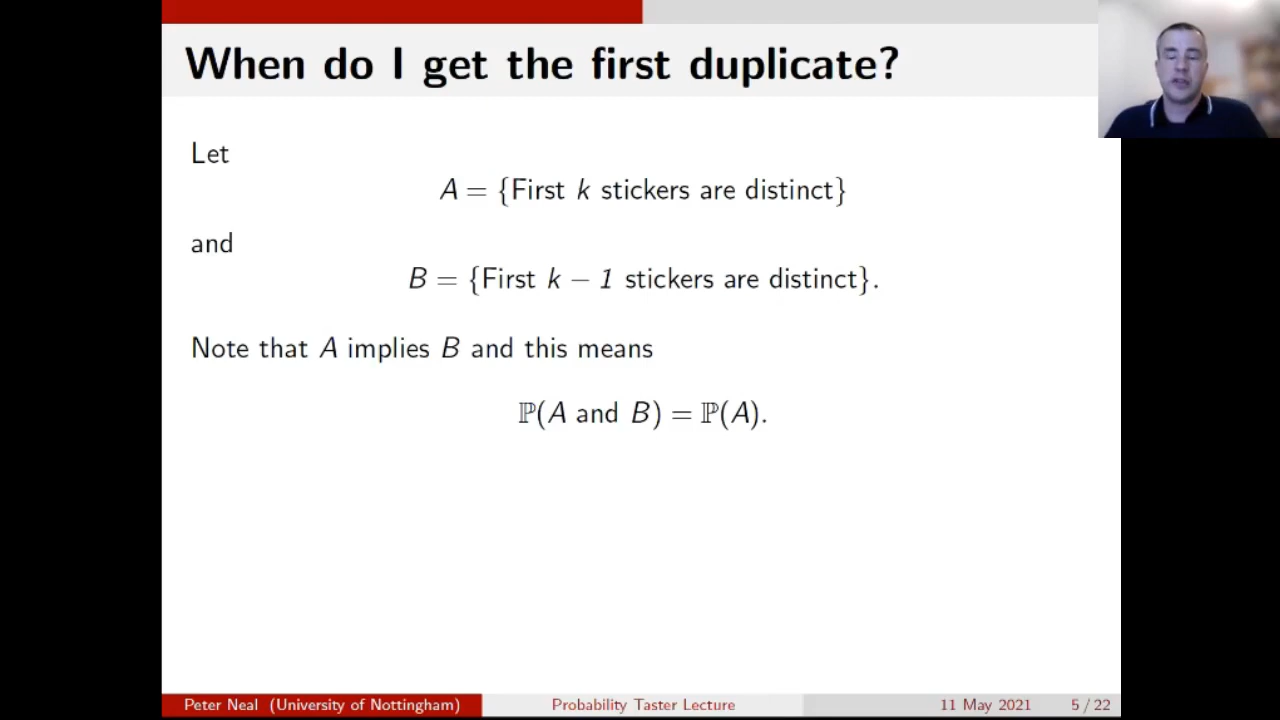 When do I get the first duplicate?
Let
A = {First k stickers are distinct}
and
B = {First k − 1 stickers are distinct}.
Note that A implies B and this means
ℙ(A and B) = ℙ(A).
Peter Neal (University of Nottingham) Probability Taster Lecture 11 May 2021 5 / 22